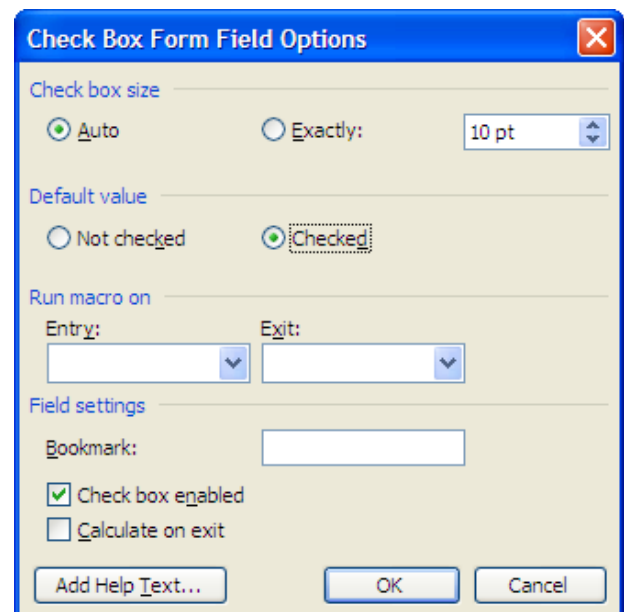 Check Box Form Field Options
Check box size
Auto Exactly: 10 pt
Default value
Not checked Checked
Run macro on
Entry: Exit:
Field settings
Bookmark:
Check box enabled
Calculate on exit
Add Help Text... OK Cancel